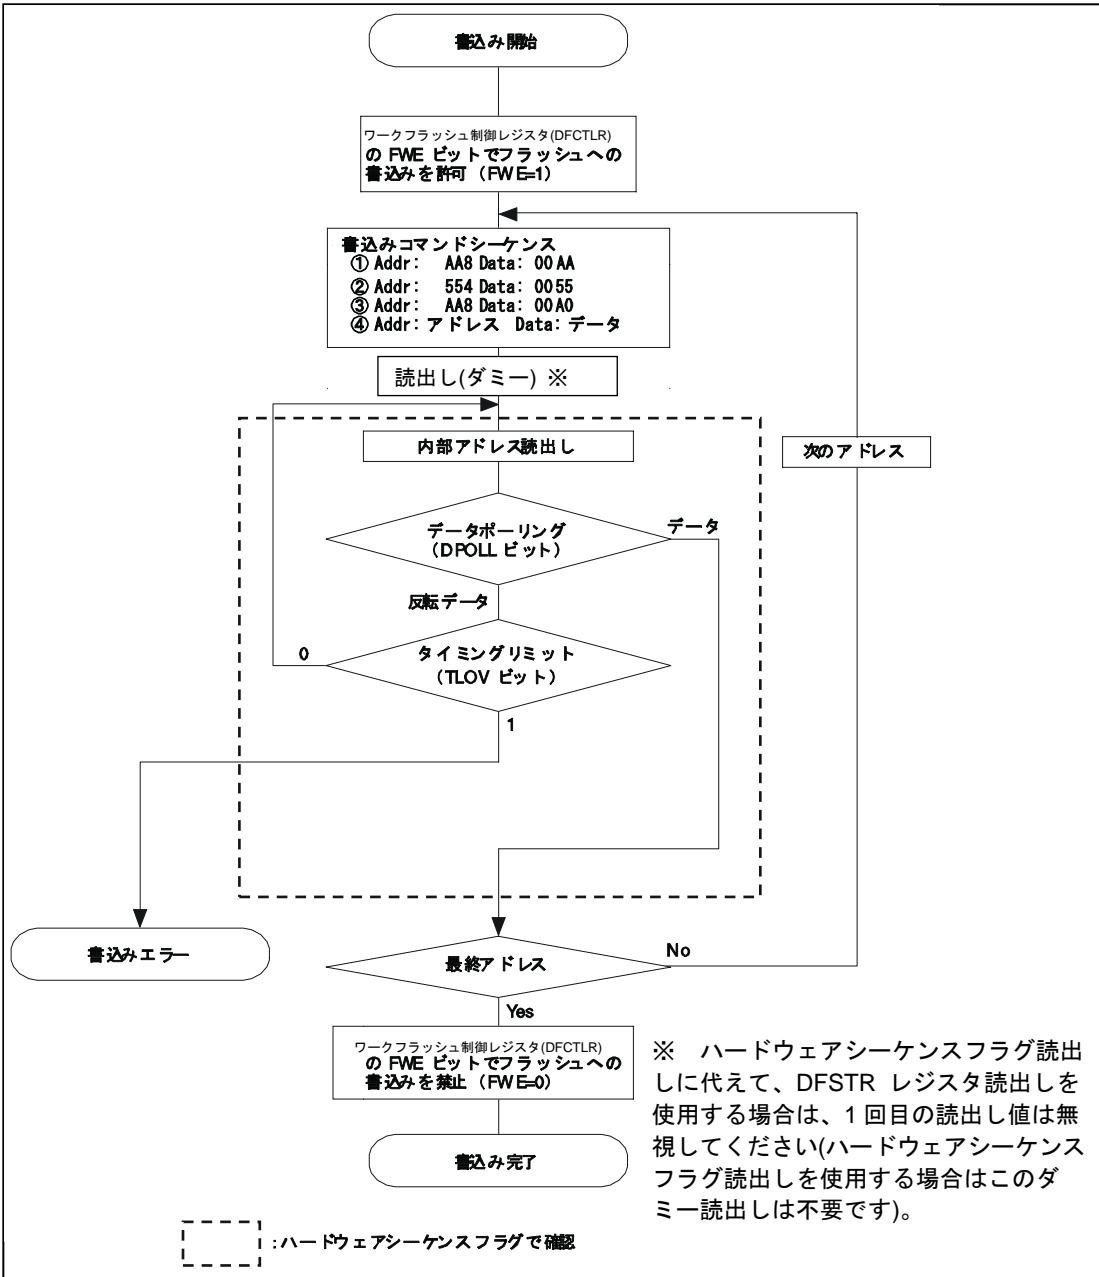 書込み開始
ワークフラッシュ制御レジスタ(DFCTLR)
の FWE ビットでフラッシュへの
書込みを許可（FWE=1）
書込みコマンドシーケンス
① Addr: AA8 Data: 00AA
② Addr: 554 Data: 0055
③ Addr: AA8 Data: 00A0
④ Addr: アドレス Data: データ
読出し(ダミー) ※
内部アドレス読出し
次のアドレス
データポーリング
（DPOLL ビット）
データ
反転データ
タイミングリミット
（TLOV ビット）
0
1
書込みエラー
最終アドレス
No
Yes
ワークフラッシュ制御レジスタ(DFCTLR)
の FWE ビットでフラッシュへの
書込みを禁止（FWE=0）
書込み完了
※ ハードウェアシーケンスフラグ読出
しに代えて、DFSTR レジスタ読出しを
使用する場合は、1 回目の読出し値は無
視してください(ハードウェアシーケンス
フラグ読出しを使用する場合はこのダ
ミー読出しは不要です)。
：ハードウェアシーケンスフラグで確認